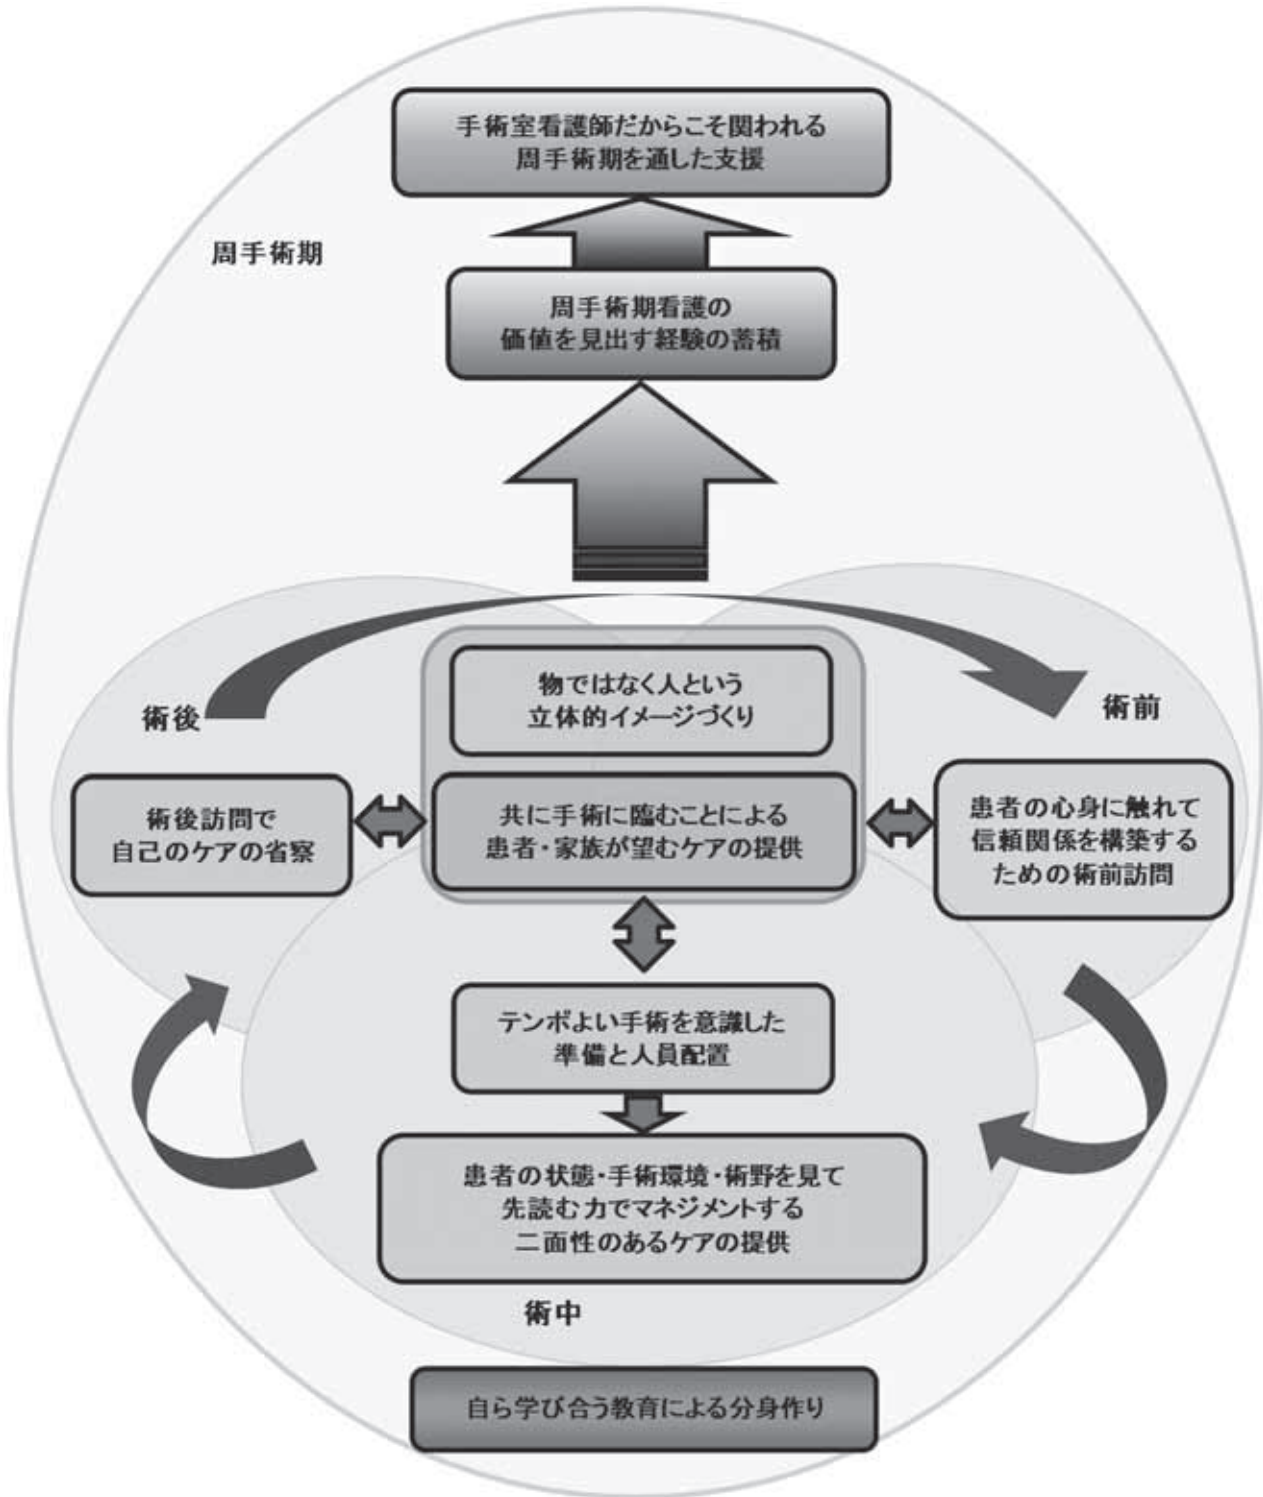 手術室看護師だからこそ関われる
周手術期を通した支援
周手術期
周手術期看護の
価値を見出す経験の蓄積
物ではなく人という
立体的イメージづくり
術後
術前
術後訪問で
自己のケアの省察
共に手術に臨むことによる
患者・家族が望むケアの提供
患者の心身に触れて
信頼関係を構築する
ための術前訪問
テンポよい手術を意識した
準備と人員配置
患者の状態・手術環境・術野を見て
先読む力でマネジメントする
二面性のあるケアの提供
術中
自ら学び合う教育による分身作り